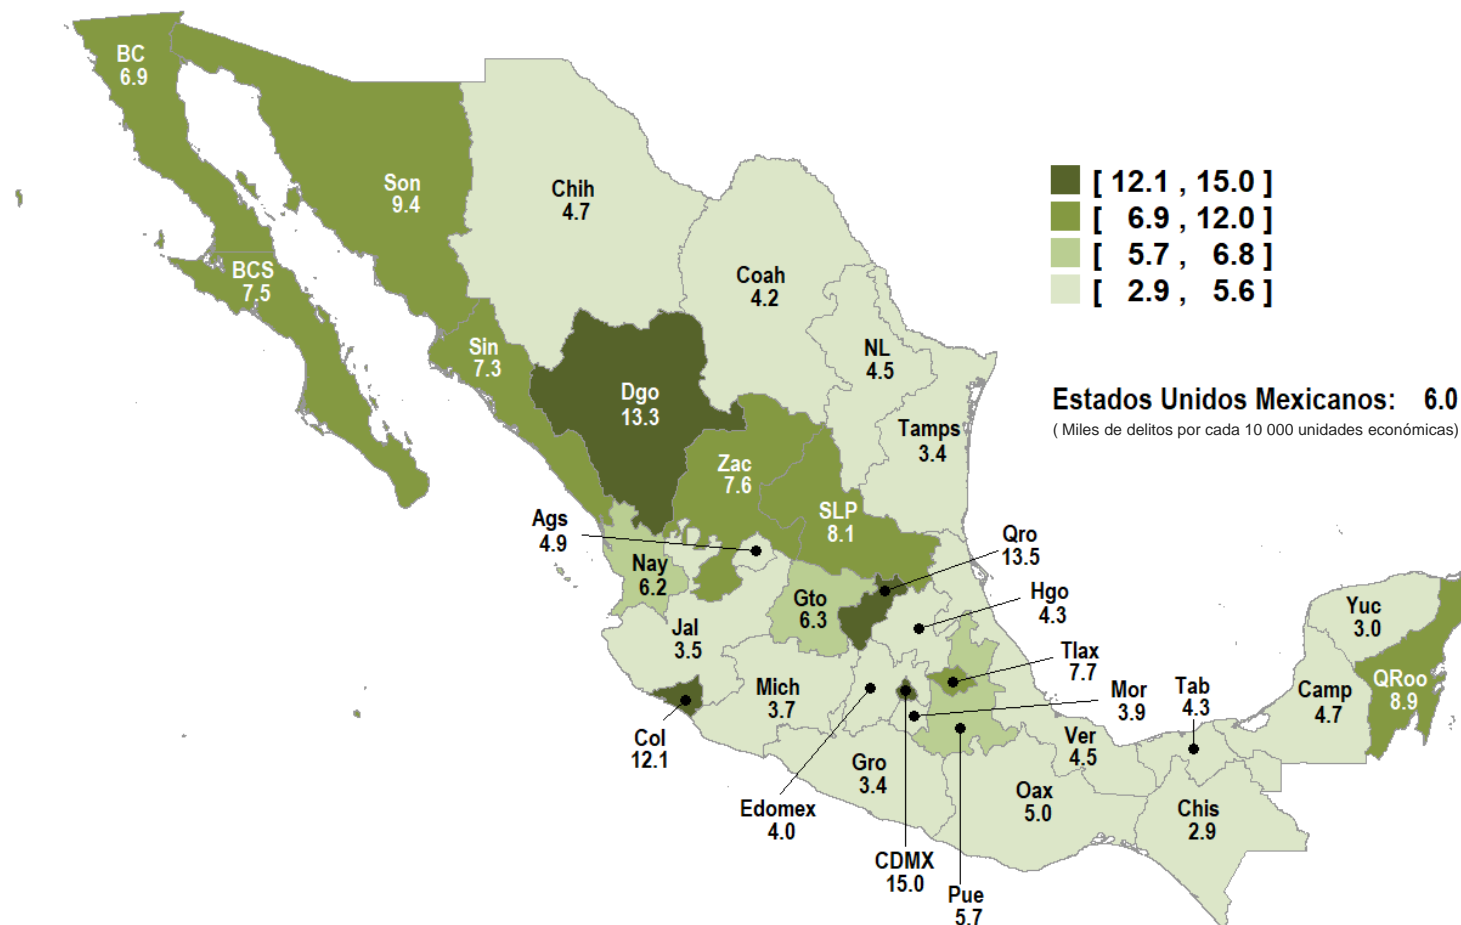 BC
6.9
Son
9.4
Chih
4.7
BCS
7.5
Coah
4.2
Sin
7.3
NL
4.5
Dgo
13.3
Tamps
3.4
Zac
7.6
SLP
8.1
Ags
4.9
Nay
6.2
Gto
6.3
Qro
13.5
Hgo
4.3
Jal
3.5
Tlax
7.7
Mich
3.7
Mor
3.9
Tab
4.3
Yuc
3.0
Camp
4.7
QRoo
8.9
Col
12.1
Ver
4.5
Gro
3.4
Edomex
4.0
Oax
5.0
Chis
2.9
CDMX
15.0
Pue
5.7
[ 12.1 , 15.0 ]
[ 6.9 , 12.0 ]
[ 5.7 , 6.8 ]
[ 2.9 , 5.6 ]
Estados Unidos Mexicanos: 6.0
( Miles de delitos por cada 10 000 unidades económicas)